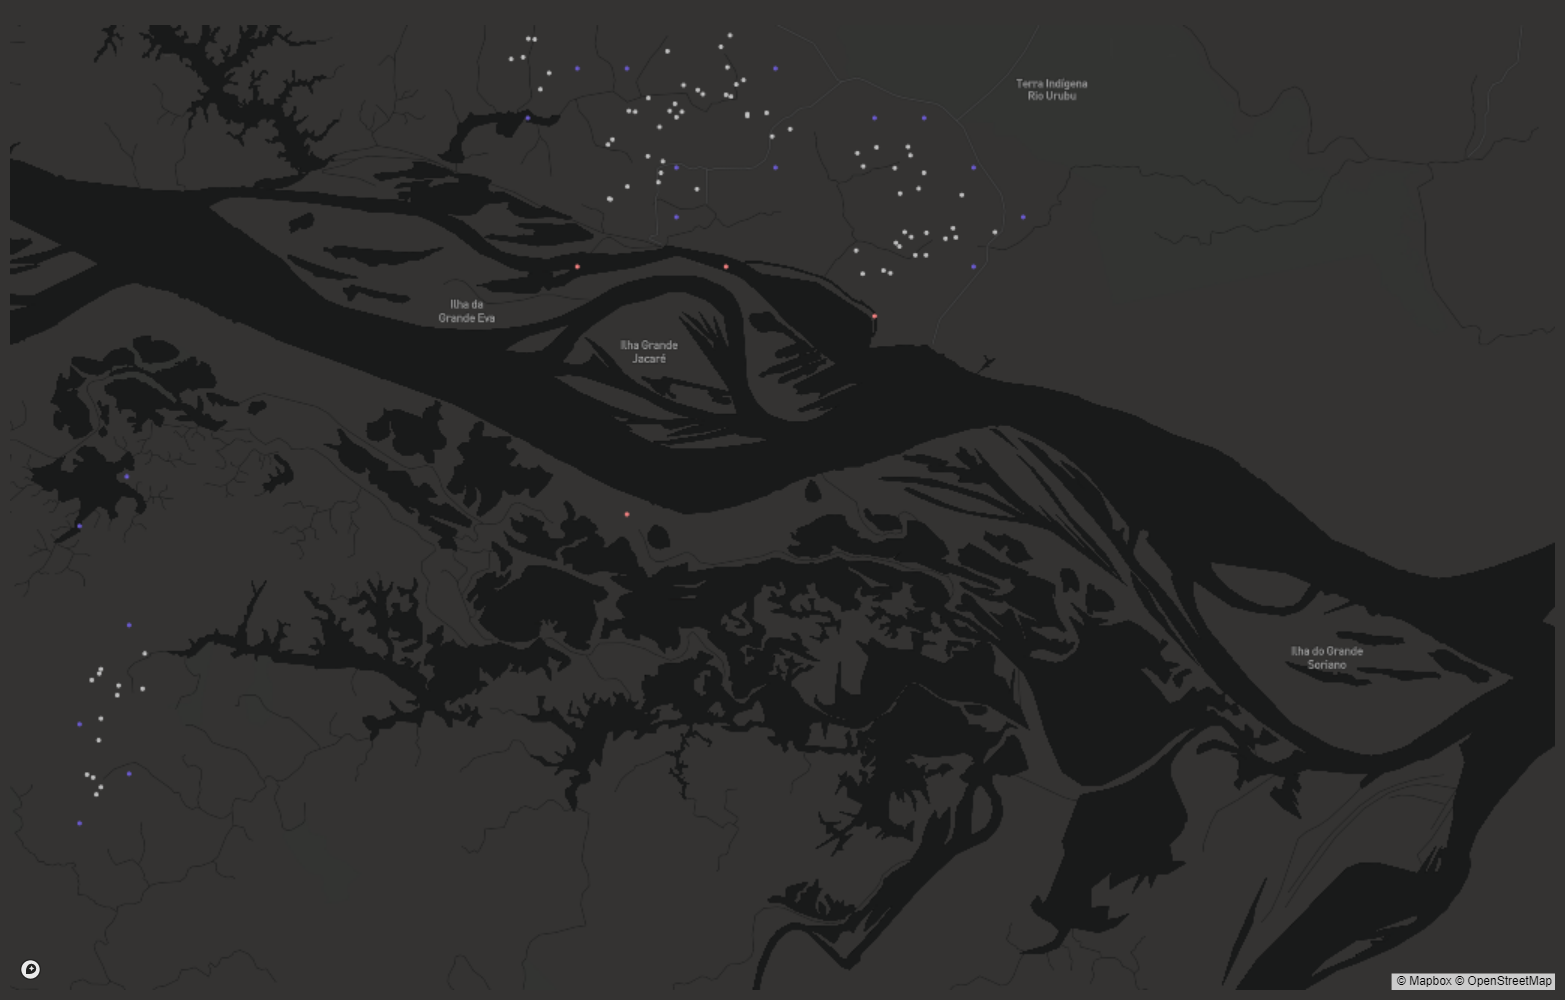 Terra Indígena
Rio Urubu
Ilha da
Grande Eva
Ilha Grande
Jacaré
Ilha do Grande
Soriano
© Mapbox © OpenStreetMap